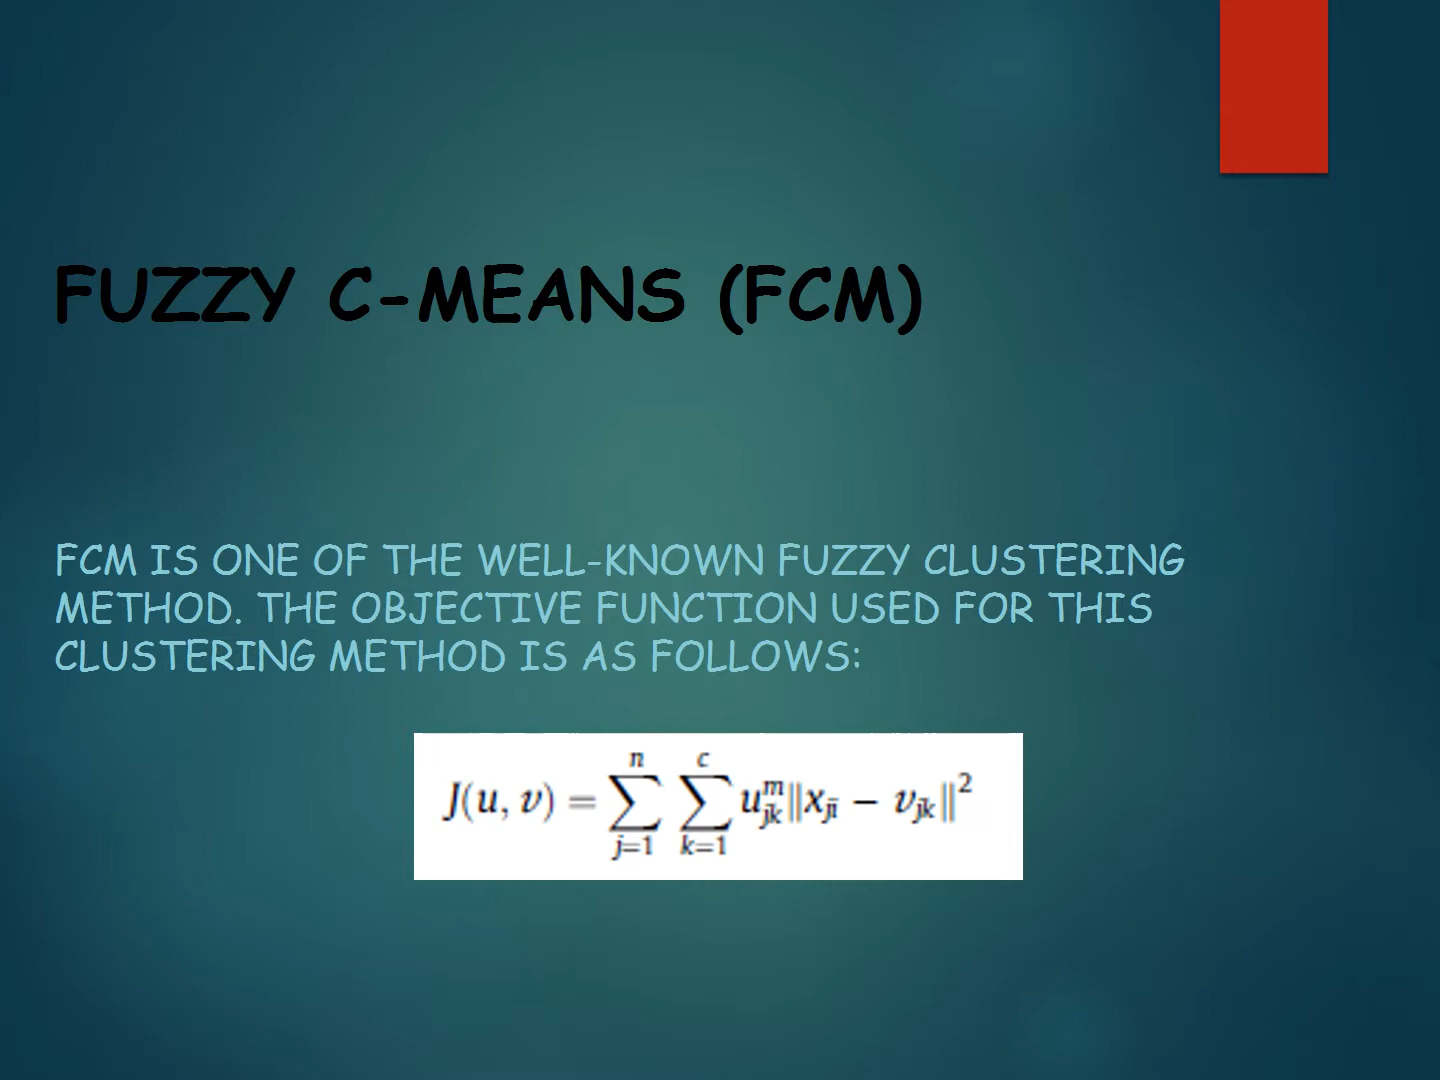 FUZZY C-MEANS (FCM)
FCM IS ONE OF THE WELL-KNOWN FUZZY CLUSTERING
METHOD. THE OBJECTIVE FUNCTION USED FOR THIS
CLUSTERING METHOD IS AS FOLLOWS:
J(u, v) = ∑_{j=1}^{n} ∑_{k=1}^{c} u_{jk}^{m} ||x_{ji} − v_{jk}||^2